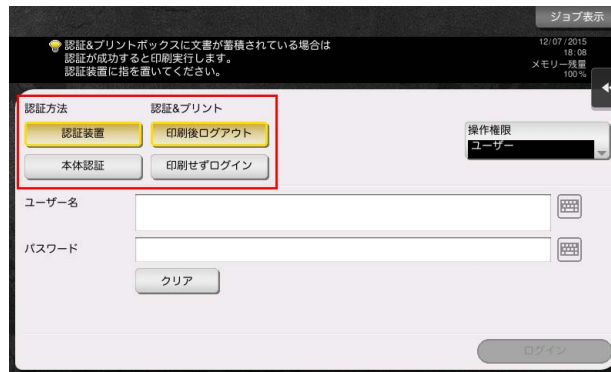 ジョブ表示
認証&プリントボックスに文書が蓄積されている場合は
認証が成功すると印刷実行します。
認証装置に指を置いてください。
12/07/2015
18:08
メモリー残量
100%
認証方法
認証&プリント
認証装置
印刷後ログアウト
本体認証
印刷せずログイン
操作権限
ユーザー
ユーザー名
パスワード
クリア
ログイン